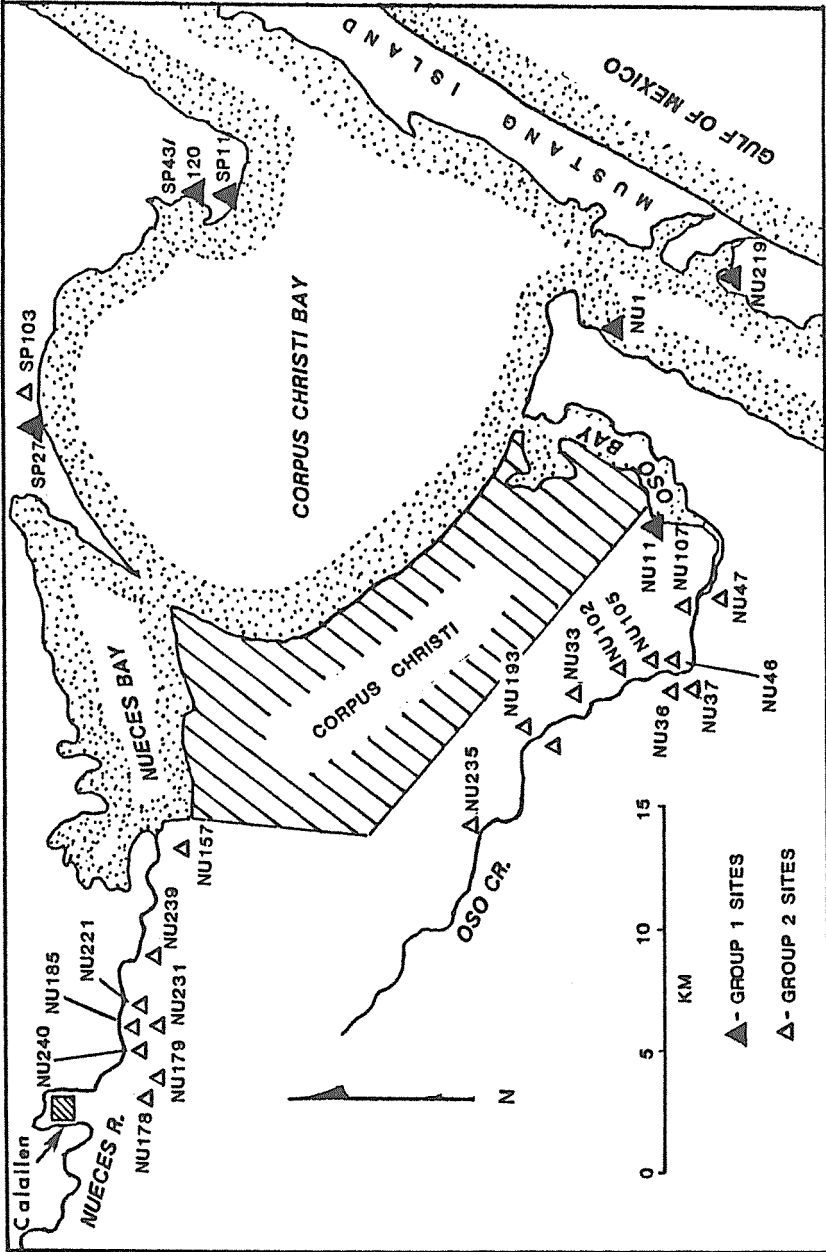 Calallen
NUECES R.
NU178
NU179
NU240
NU185
NU221
NU231
NU239
NU157
NUECES BAY
SP27
SP103
SP43/
120
SP11
CORPUS CHRISTI BAY
CORPUS CHRISTI
MUSTANG ISLAND
GULF OF MEXICO
OSO CR.
NU235
NU193
NU33
NU102
NU105
NU36
NU37
NU46
NU107
NU47
NU11
OSO BAY
NU1
NU219
N
0 5 10 15
KM
- GROUP 1 SITES
- GROUP 2 SITES